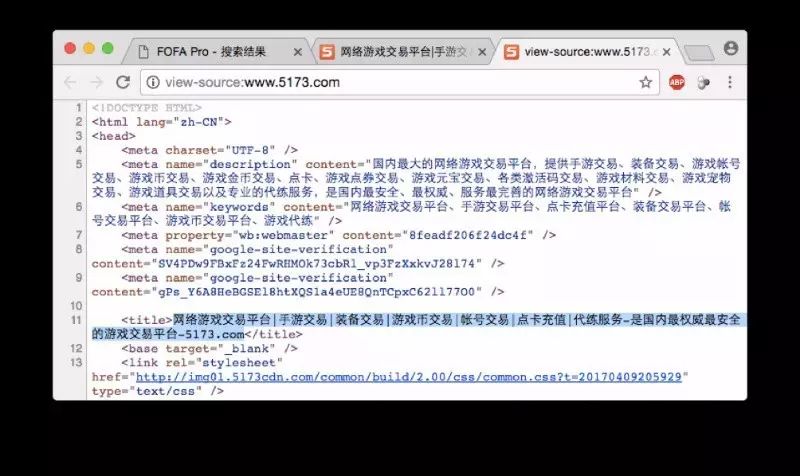 FOFA Pro - 搜索结果
网络游戏交易平台|手游交
view-source:www.5173.c
view-source:www.5173.com
ABP
1 <!DOCTYPE HTML>
2 <html lang="zh-CN">
3 <head>
4 <meta charset="UTF-8" />
5 <meta name="description" content="国内最大的网络游戏交易平台，提供手游交易、装备交易、游戏帐号
交易、游戏币交易、游戏金币交易、点卡、游戏点券交易、游戏元宝交易、各类激活码交易、游戏材料交易、游戏宠物
交易、游戏道具交易以及专业的代练服务，是国内最安全、最权威、服务最完善的网络游戏交易平台" />
6 <meta name="keywords" content="网络游戏交易平台、手游交易平台、点卡充值平台、装备交易、帐
号交易平台、游戏币交易平台、游戏代练" />
7 <meta property="wb:webmaster" content="8feadf206f24dc4f" />
8 <meta name="google-site-verification"
content="SV4PDw9FBxFz24FwRHMOk73cbRl_vp3FzXxkvJ28l74" />
9 <meta name="google-site-verification"
content="gPs_Y6A8HeBGSEl8htXQS1a4eUE8QnTCpxC62ll77O0" />
10
11 <title>网络游戏交易平台|手游交易|装备交易|游戏币交易|帐号交易|点卡充值|代练服务-是国内最权威最安全
的游戏交易平台-5173.com</title>
12 <base target="_blank" />
13 <link rel="stylesheet"
href="http://img01.5173cdn.com/common/build/2.00/css/common.css?t=20170409205929"
type="text/css" />